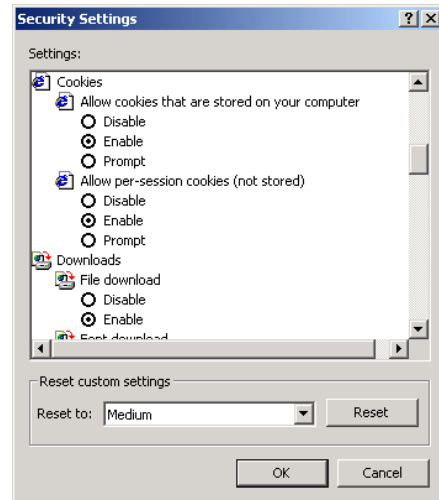 Security Settings
Settings:
Cookies
Allow cookies that are stored on your computer
Disable
Enable
Prompt
Allow per-session cookies (not stored)
Disable
Enable
Prompt
Downloads
File download
Disable
Enable
Font download
Reset custom settings
Reset to: Medium Reset
OK Cancel